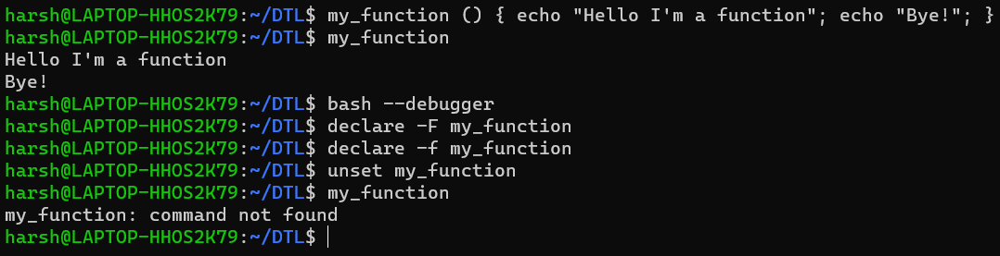 harsh@LAPTOP-HHOS2K79:~/DTL$ my_function () { echo "Hello I'm a function"; echo "Bye!"; }
harsh@LAPTOP-HHOS2K79:~/DTL$ my_function
Hello I'm a function
Bye!
harsh@LAPTOP-HHOS2K79:~/DTL$ bash --debugger
harsh@LAPTOP-HHOS2K79:~/DTL$ declare -F my_function
harsh@LAPTOP-HHOS2K79:~/DTL$ declare -f my_function
harsh@LAPTOP-HHOS2K79:~/DTL$ unset my_function
harsh@LAPTOP-HHOS2K79:~/DTL$ my_function
my_function: command not found
harsh@LAPTOP-HHOS2K79:~/DTL$